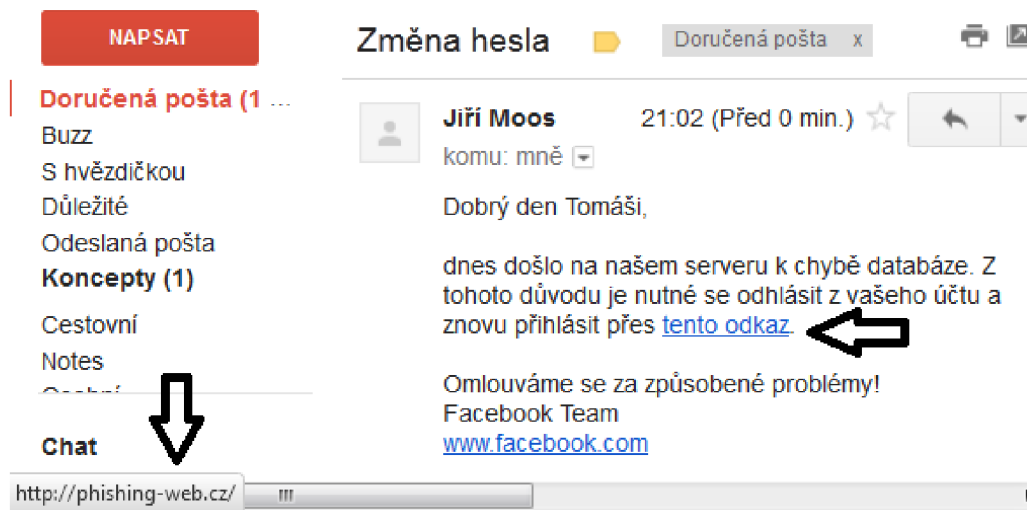 NAPSAT
Změna hesla
Doručená pošta x
Doručená pošta (1 ...
Buzz
S hvězdičkou
Důležité
Odeslaná pošta
Koncepty (1)
Cestovní
Notes
Chat
http://phishing-web.cz/
Jiří Moos
21:02 (Před 0 min.)
komu: mně
Dobrý den Tomáši,
dnes došlo na našem serveru k chybě databáze. Z
tohoto důvodu je nutné se odhlásit z vašeho účtu a
znovu přihlásit přes tento odkaz.
Omlouváme se za způsobené problémy!
Facebook Team
www.facebook.com